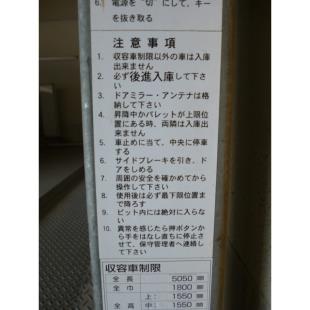 6. 電源を"切"にして、キー
を抜き取る
注意事項
1. 収容車制限以外の車は入庫
出来ません
2. 必ず後進入庫して下さ
い
3. ドアミラー・アンテナは格
納して下さい
4. 昇降中かパレットが上限位
置にある時、両隣は入庫出
来ません
5. 車止めに当て、中央に停車
する
6. サイドブレーキを引き、ド
アをしめる
7. 周囲の安全を確かめてから
操作して下さい
8. 使用後は必ず最下限位置ま
で降ろす
9. ピット内には絶対に入らな
い
10. 異常を感じたら押ボタンか
ら手をはなし直ちに停止さ
せて、保守管理者へ連絡し
て下さい
収容車制限
全長 5050㎜
全巾 1800㎜
上: 1550㎜
全高 中: 1550㎜